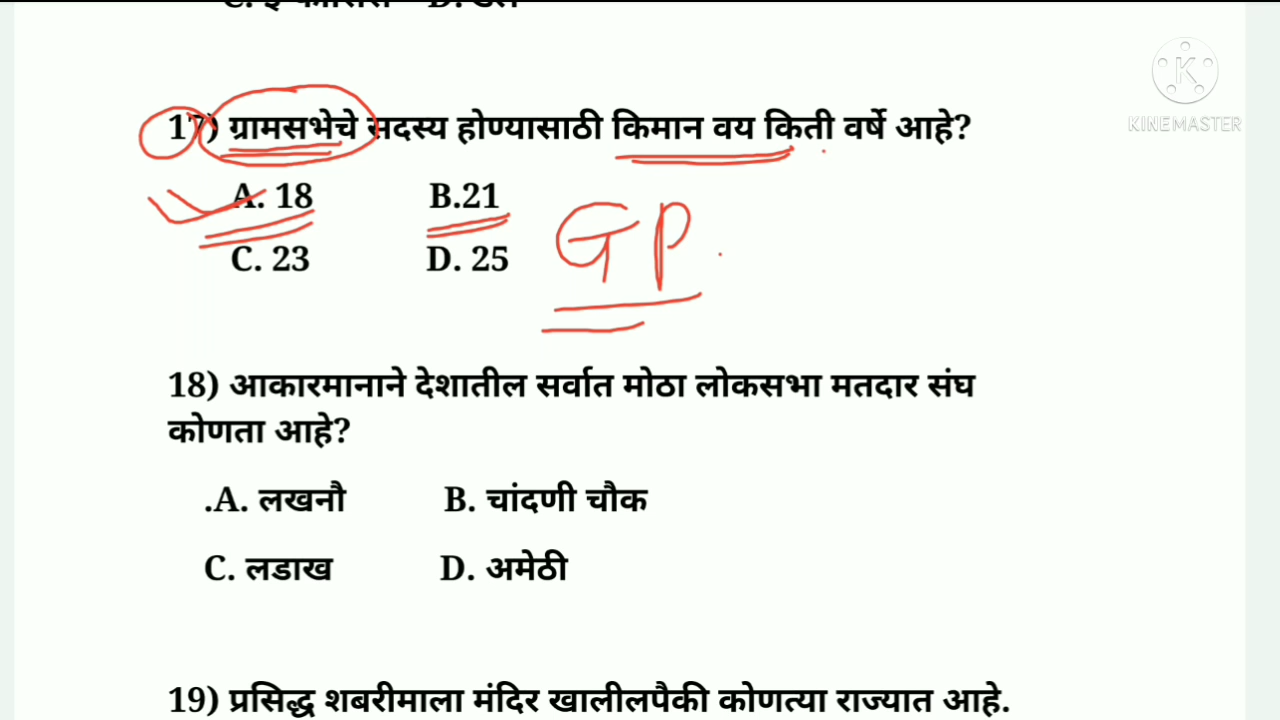 KINEMASTER
17) ग्रामसभेचे सदस्य होण्यासाठी किमान वय किती वर्षे आहे?
A. 18 B.21
C. 23 D. 25
GP
18) आकारमानाने देशातील सर्वात मोठा लोकसभा मतदार संघ
कोणता आहे?
.A. लखनौ B. चांदणी चौक
C. लडाख D. अमेठी
19) प्रसिद्ध शबरीमाला मंदिर खालीलपैकी कोणत्या राज्यात आहे.